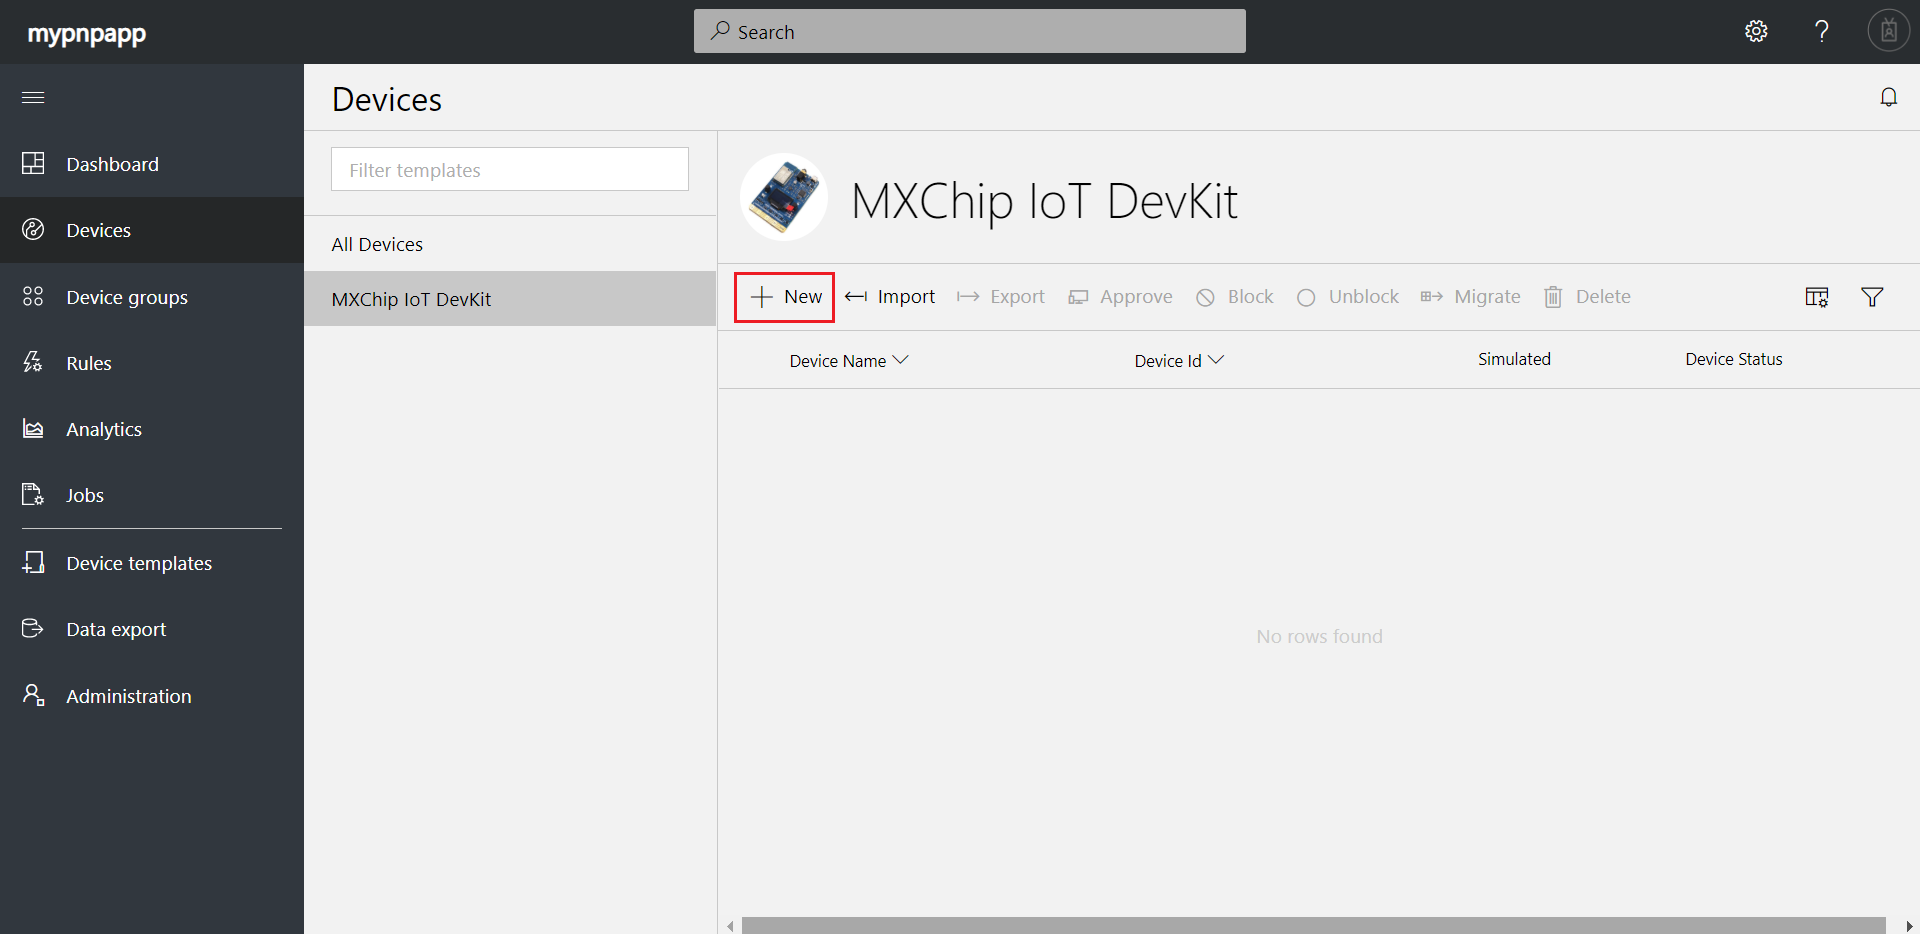 mypnpapp
Search
?
Devices
Dashboard
Devices
Device groups
Rules
Analytics
Jobs
Device templates
Data export
Administration
Filter templates
All Devices
MXChip IoT DevKit
MXChip IoT DevKit
New Import Export Approve Block Unblock Migrate Delete
Device Name Device Id Simulated Device Status
No rows found